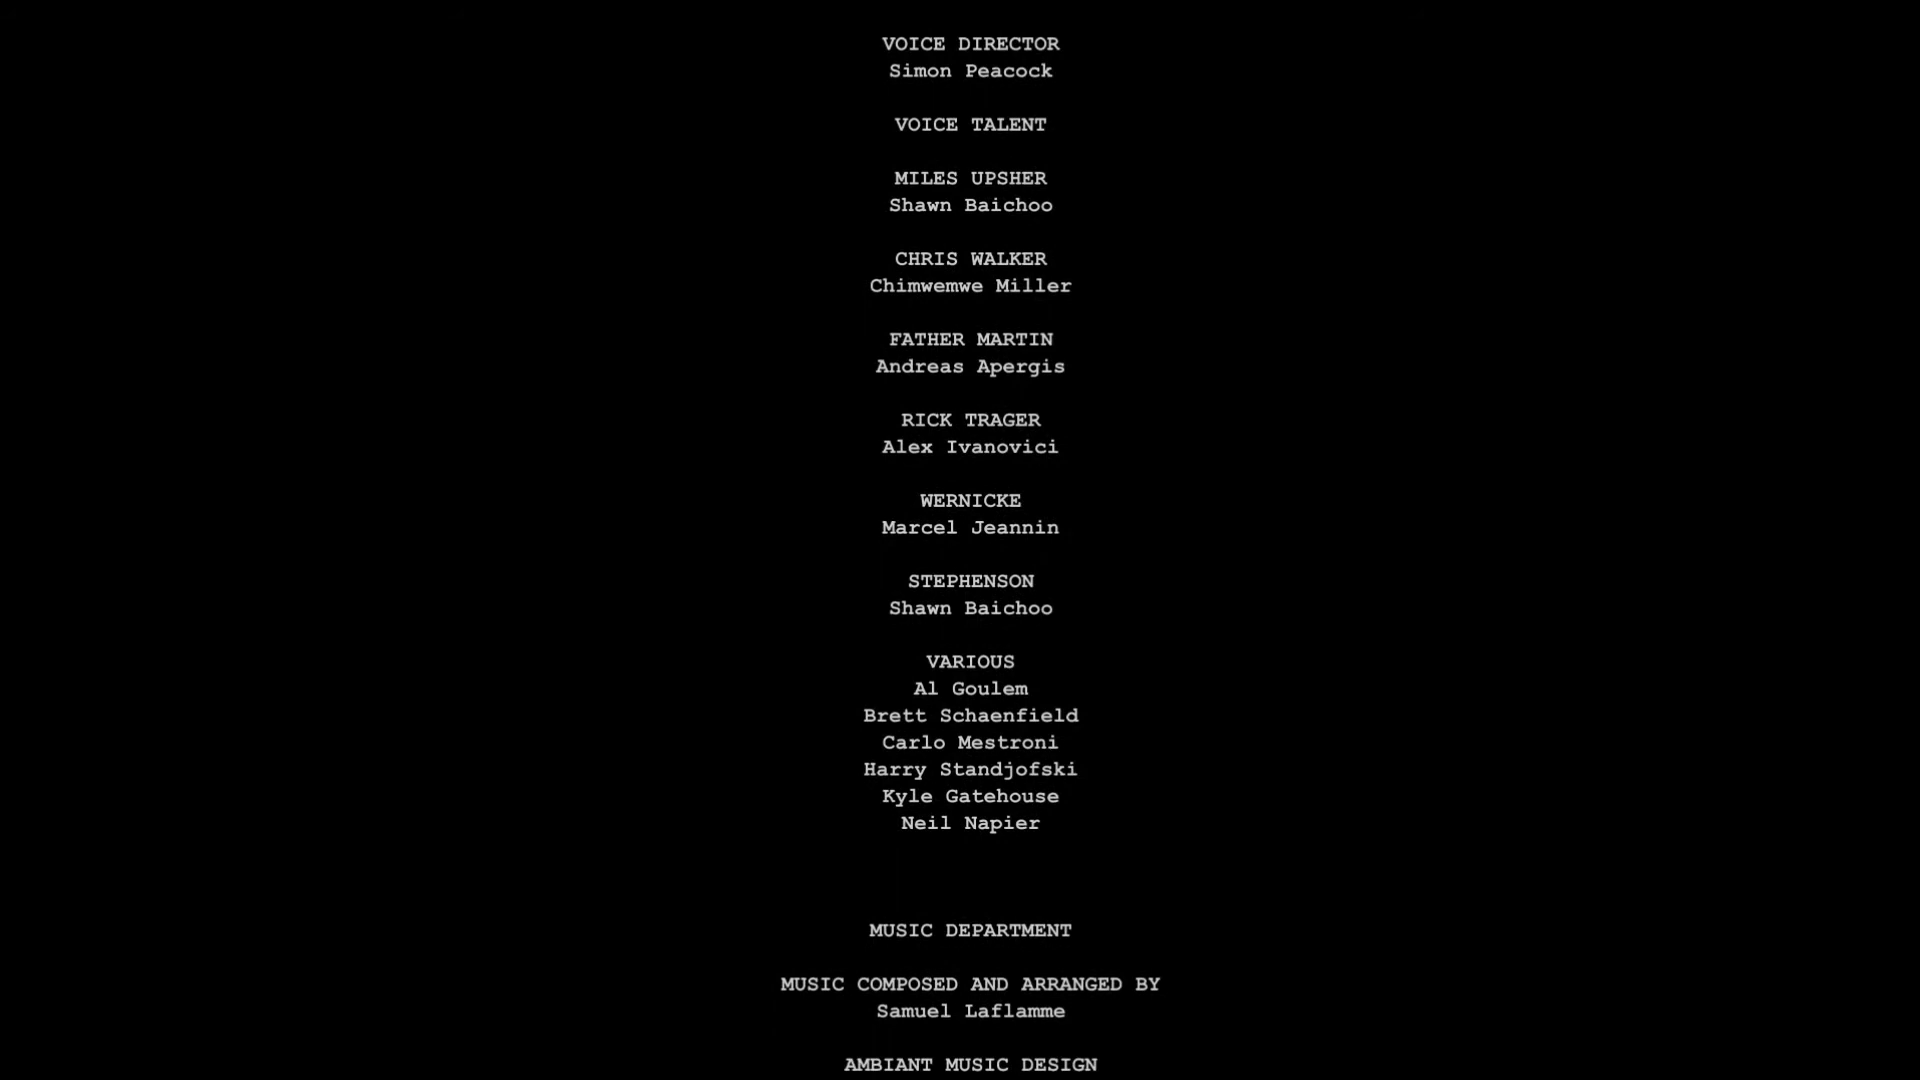 VOICE DIRECTOR
Simon Peacock
VOICE TALENT
MILES UPSHER
Shawn Baichoo
CHRIS WALKER
Chimwemwe Miller
FATHER MARTIN
Andreas Apergis
RICK TRAGER
Alex Ivanovici
WERNICKE
Marcel Jeannin
STEPHENSON
Shawn Baichoo
VARIOUS
Al Goulem
Brett Schaenfield
Carlo Mestroni
Harry Standjofski
Kyle Gatehouse
Neil Napier
MUSIC DEPARTMENT
MUSIC COMPOSED AND ARRANGED BY
Samuel Laflamme
AMBIANT MUSIC DESIGN